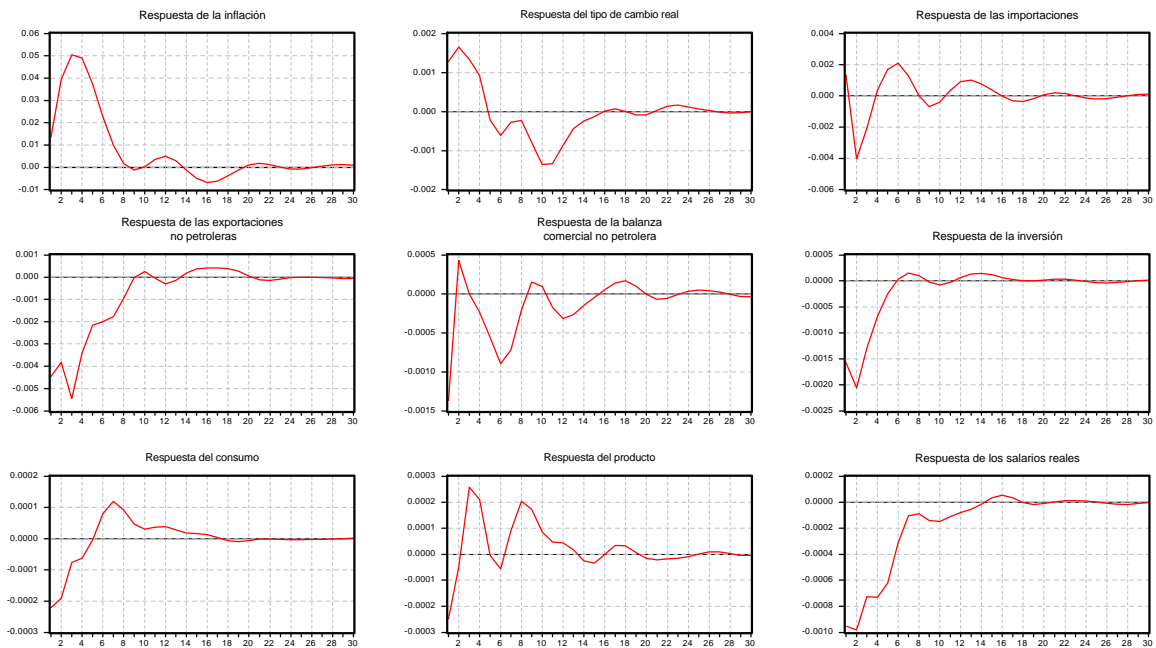 Respuesta de la inflación
0.06
0.05
0.04
0.03
0.02
0.01
0.00
-0.01
2 4 6 8 10 12 14 16 18 20 22 24 26 28 30
Respuesta del tipo de cambio real
0.002
0.001
0.000
-0.001
-0.002
2 4 6 8 10 12 14 16 18 20 22 24 26 28 30
Respuesta de las importaciones
0.004
0.002
0.000
-0.002
-0.004
-0.006
2 4 6 8 10 12 14 16 18 20 22 24 26 28 30
Respuesta de las exportaciones
no petroleras
0.001
0.000
-0.001
-0.002
-0.003
-0.004
-0.005
-0.006
2 4 6 8 10 12 14 16 18 20 22 24 26 28 30
Respuesta de la balanza
comercial no petrolera
0.0005
0.0000
-0.0005
-0.0010
-0.0015
2 4 6 8 10 12 14 16 18 20 22 24 26 28 30
Respuesta de la inversión
0.0005
0.0000
-0.0005
-0.0010
-0.0015
-0.0020
-0.0025
2 4 6 8 10 12 14 16 18 20 22 24 26 28 30
Respuesta del consumo
0.0002
0.0001
0.0000
-0.0001
-0.0002
-0.0003
2 4 6 8 10 12 14 16 18 20 22 24 26 28 30
Respuesta del producto
0.0003
0.0002
0.0001
0.0000
-0.0001
-0.0002
-0.0003
2 4 6 8 10 12 14 16 18 20 22 24 26 28 30
Respuesta de los salarios reales
0.0002
0.0000
-0.0002
-0.0004
-0.0006
-0.0008
-0.0010
2 4 6 8 10 12 14 16 18 20 22 24 26 28 30